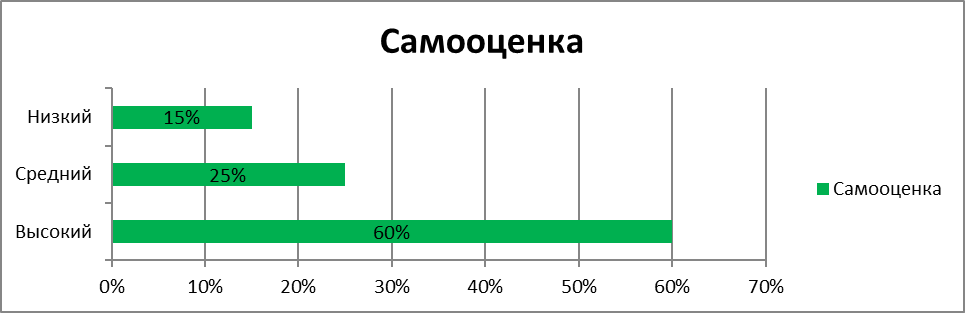 Самооценка
Низкий
15%
Средний
25%
Самооценка
Высокий
60%
0% 10% 20% 30% 40% 50% 60% 70%